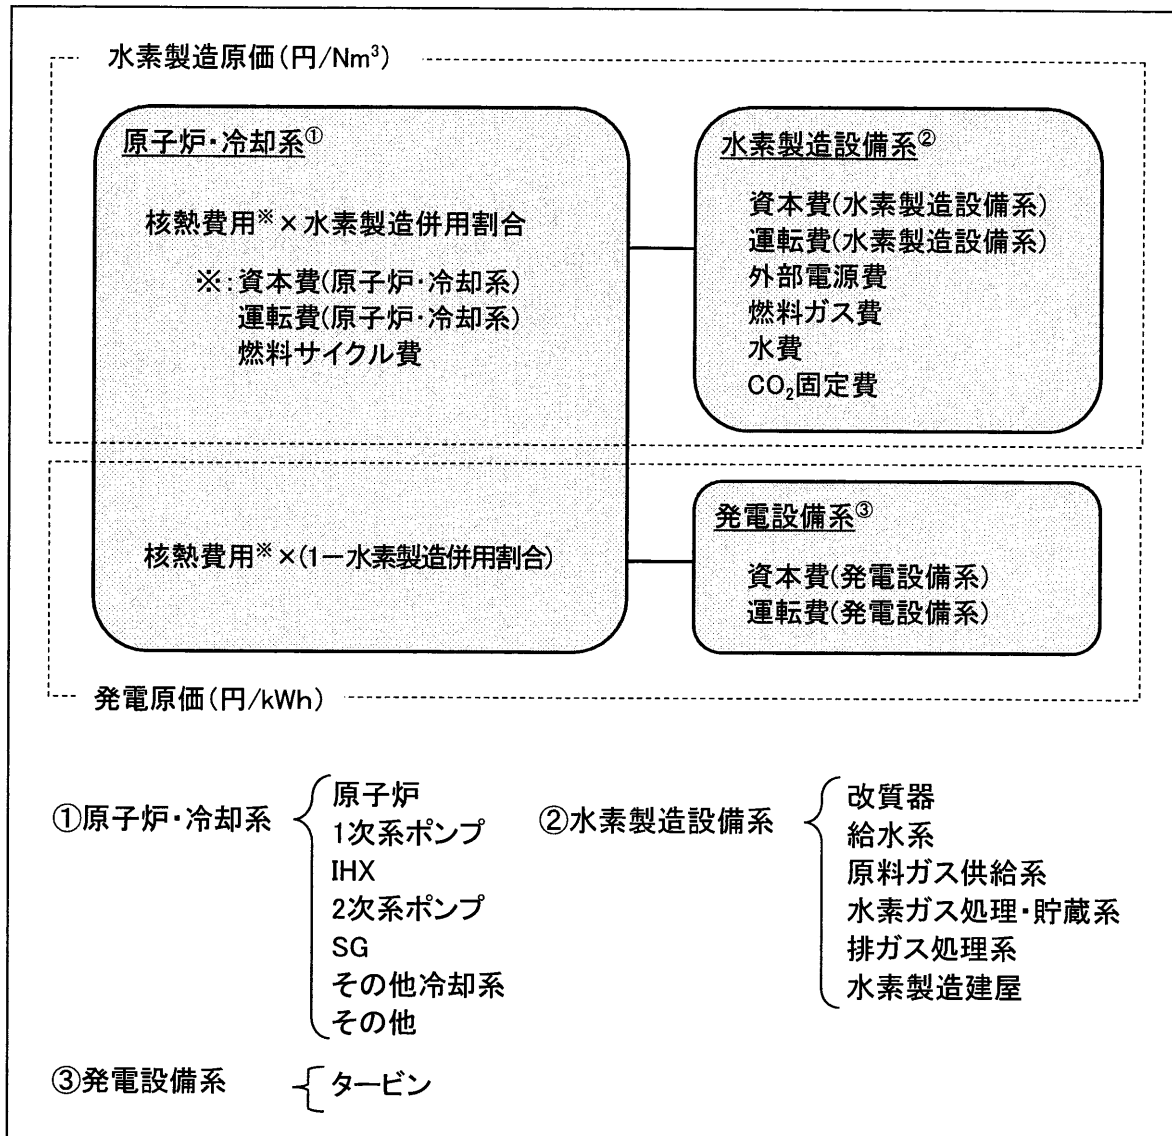 水素製造原価(円/Nm³)
原子炉・冷却系①
核熱費用※×水素製造併用割合
※:資本費(原子炉・冷却系)
運転費(原子炉・冷却系)
燃料サイクル費
水素製造設備系②
資本費(水素製造設備系)
運転費(水素製造設備系)
外部電源費
燃料ガス費
水費
CO₂固定費
核熱費用※×(1-水素製造併用割合)
発電設備系③
資本費(発電設備系)
運転費(発電設備系)
発電原価(円/kWh)
①原子炉・冷却系
原子炉
1次系ポンプ
IHX
2次系ポンプ
SG
その他冷却系
その他
②水素製造設備系
改質器
給水系
原料ガス供給系
水素ガス処理・貯蔵系
排ガス処理系
水素製造建屋
③発電設備系
タービン